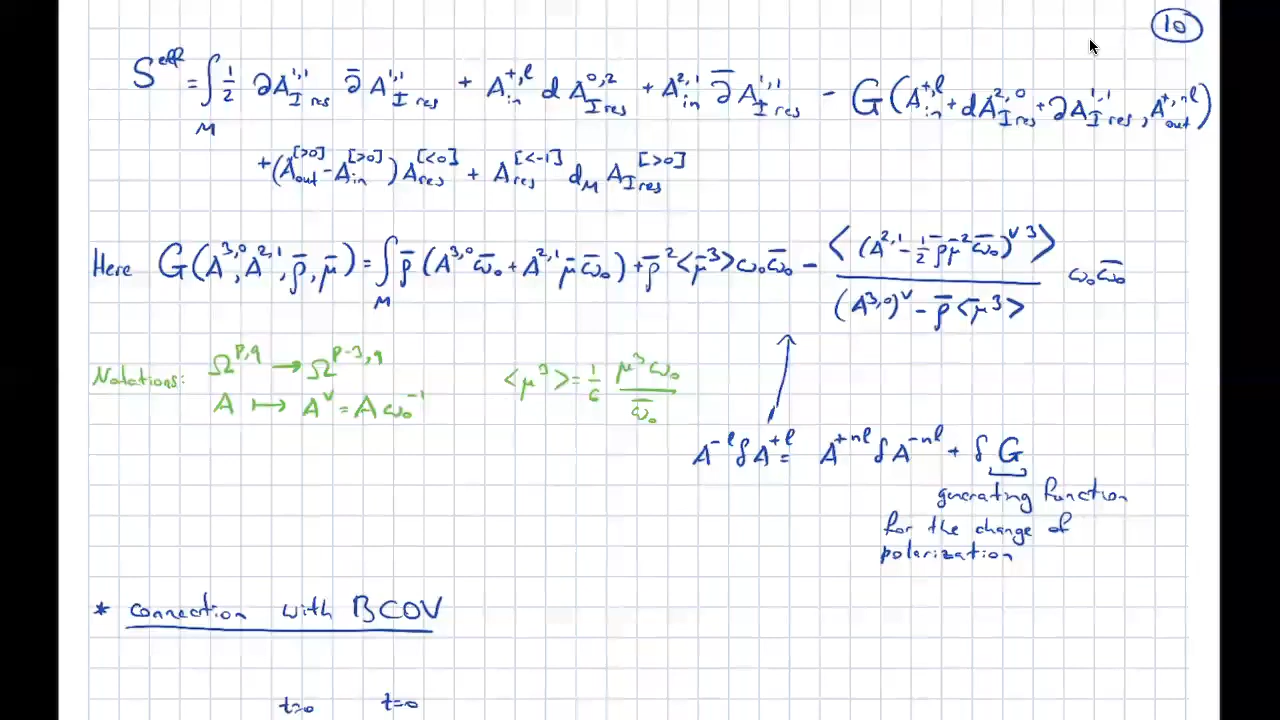 10
S^{eff} = ∫_M ½ ∂A^{1,1}_{I res} ∂̄A^{1,1}_{I res} + A^{+,l}_{in} d A^{0,2}_{I res} + A^{2,1}_{in} ∂̄ A^{1,1}_{I res} − G(A^{+,l}_{in} + dA^{2,0}_{I res} + ∂A^{1,1}_{I res}, A^{+,nl}_{out})
+(A^{[>0]}_{out} − A^{[>0]}_{in}) A^{[<0]}_{res} + A^{[<-1]}_{res} d_M A^{[>0]}_{I res}
Here G(A^{3,0}, A^{2,1}, ρ̄, μ̄) = ∫_M ρ̄ (A^{3,0} ω̄₀ + A^{2,1} μ̄ ω̄₀) + ρ̄² <μ̄³> ω₀ ω̄₀ − <(A^{2,1} − ½ ρ̄ μ̄² ω̄₀)^{∨ 3}> / ((A^{3,0})^∨ − ρ̄ <μ̄³>) ω₀ ω̄₀
Notations: Ω^{p,q} → Ω^{p-3,q}
A ↦ A^∨ = A ω₀^{-1}
<μ³> = 1/6 μ³ω₀ / ω̄₀
A^{-l} δA^{+l} = A^{+nl} δA^{-nl} + δ G
generating function
for the change of
polarization
* connection with BCOV
t=0 t=0